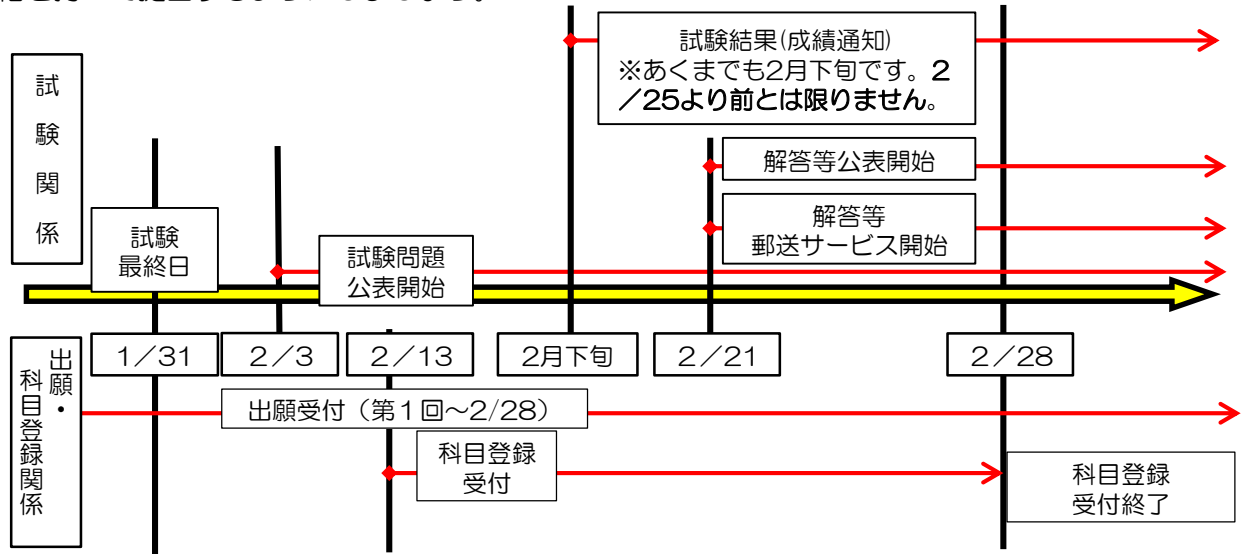 試験関係
試験結果(成績通知)
※あくまでも2月下旬です。2
／25より前とは限りません。
解答等公表開始
解答等
郵送サービス開始
試験
最終日
試験問題
公表開始
1／31
2／3
2／13
2月下旬
2／21
2／28
出願・
科目登録関係
出願受付（第１回～2/28）
科目登録
受付
科目登録
受付終了